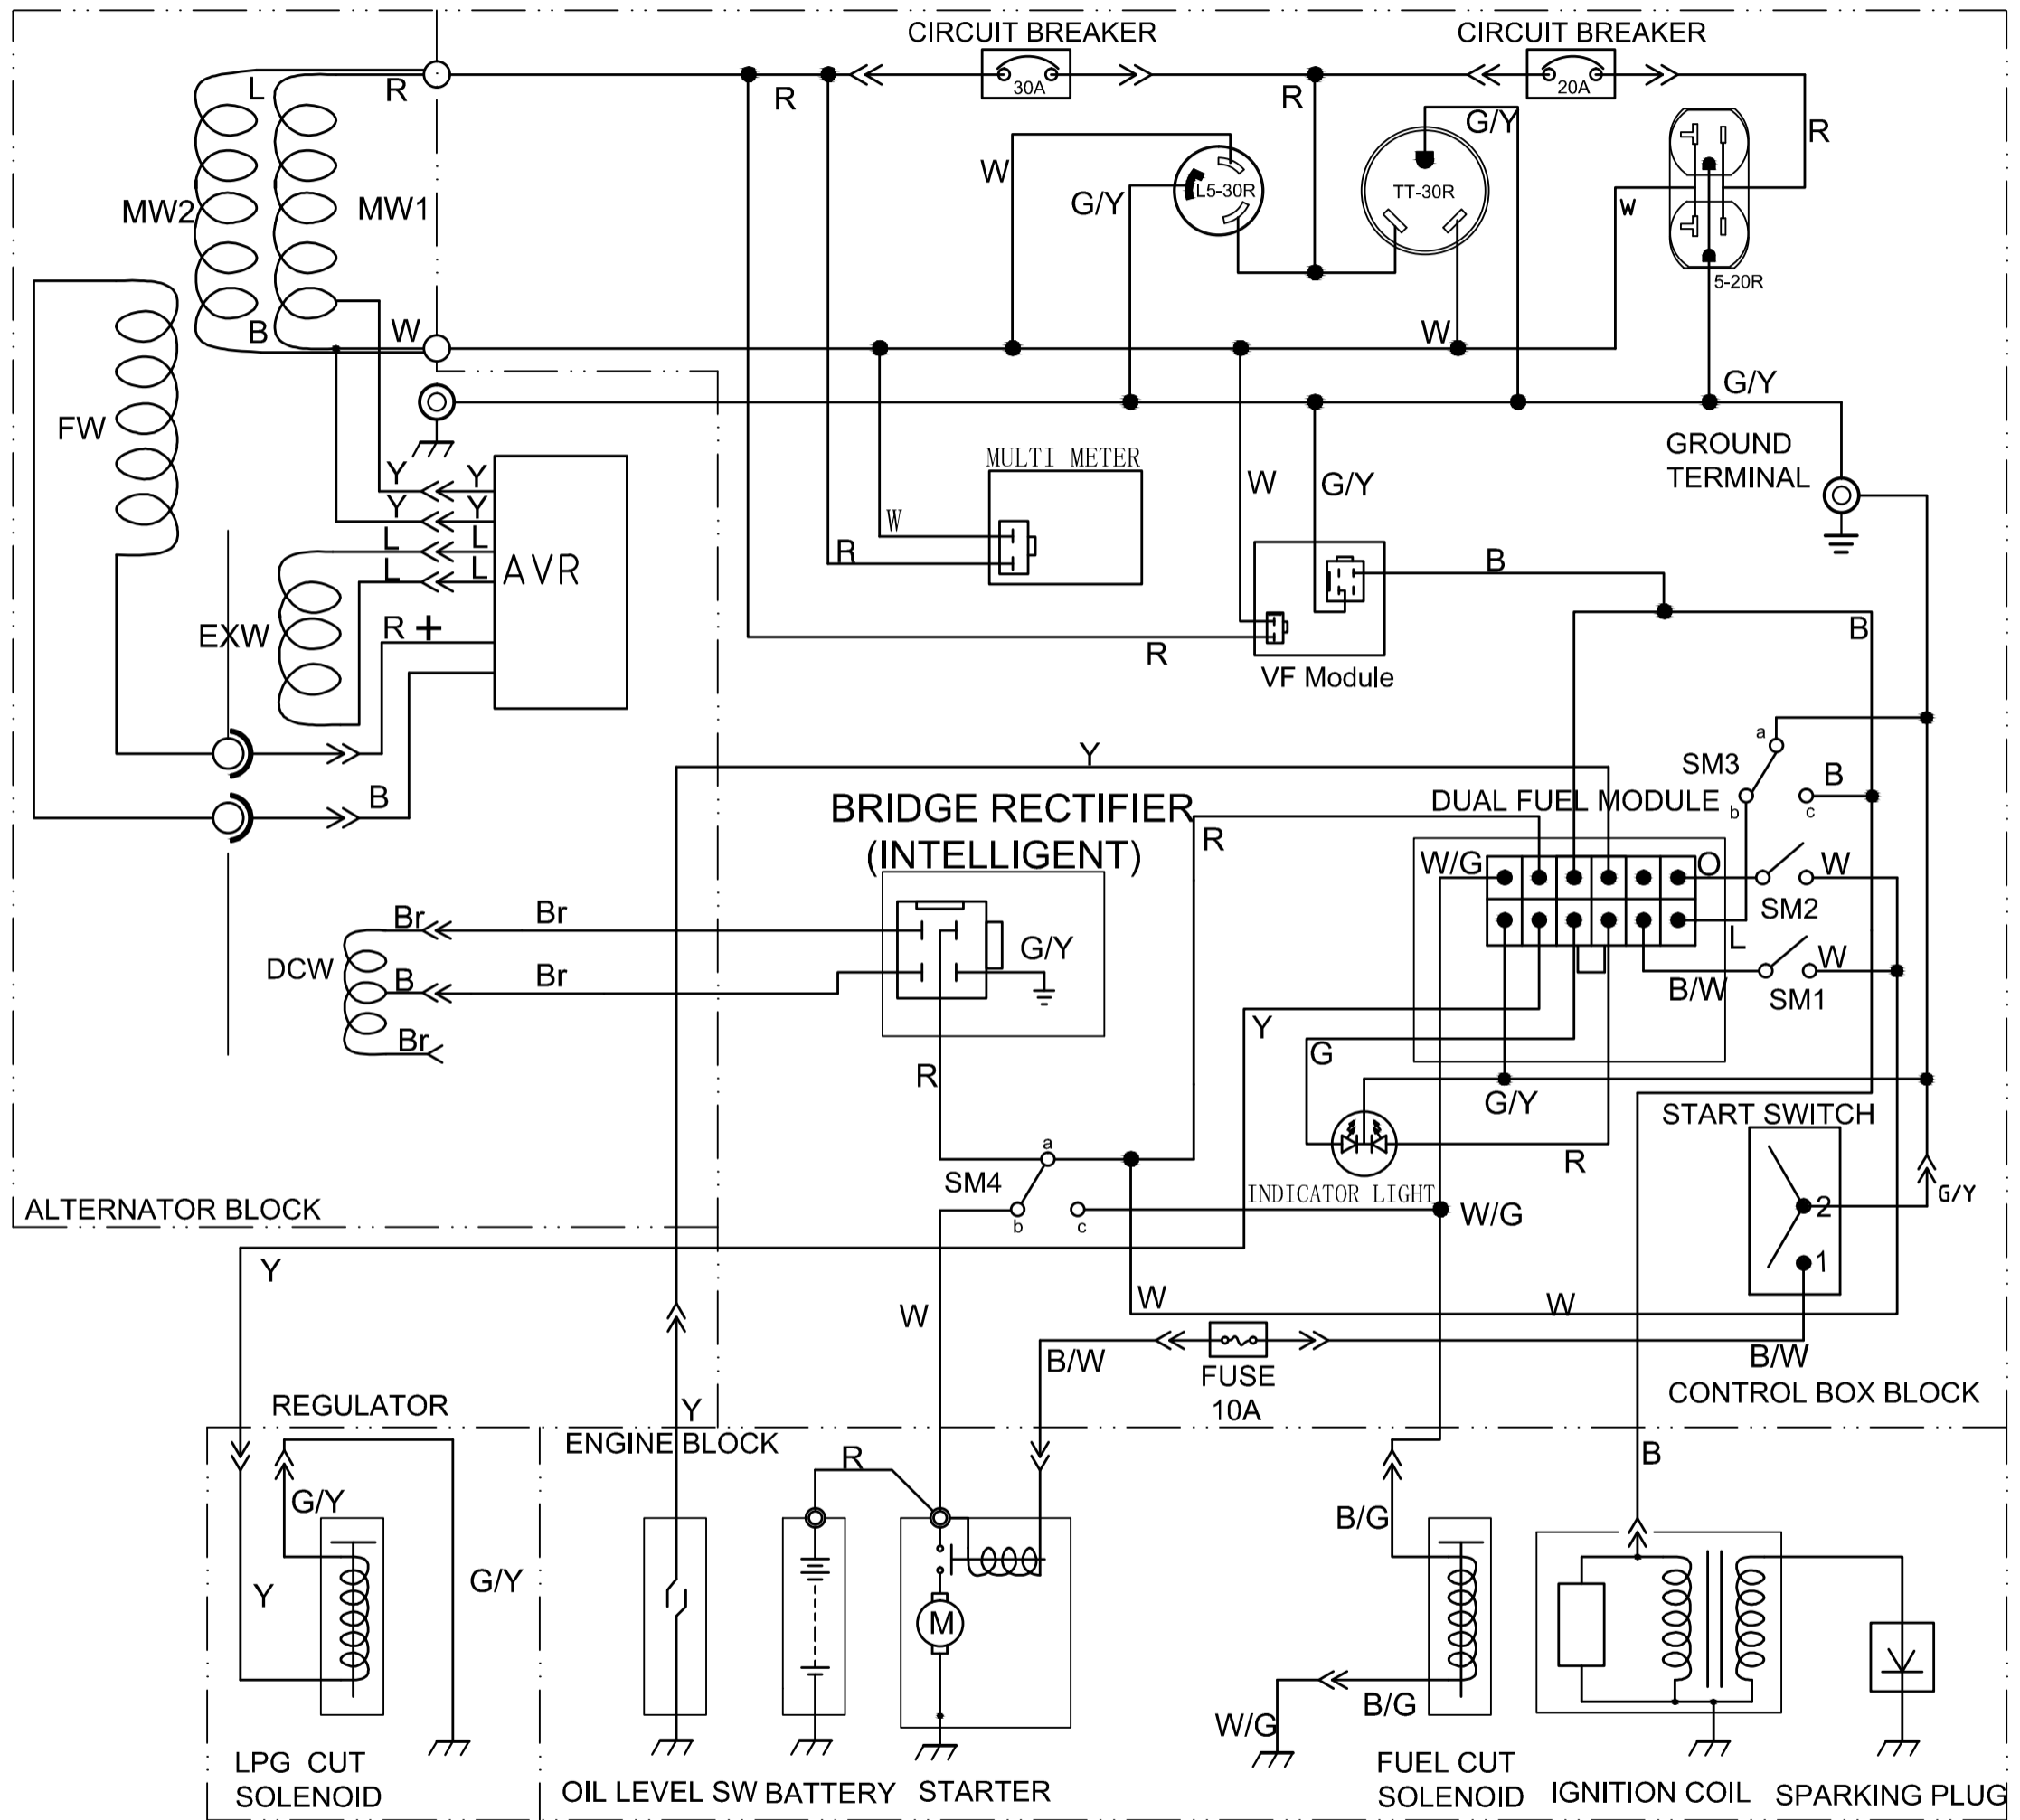 CIRCUIT BREAKER
CIRCUIT BREAKER
L
R
R
30A
R
20A
R
G/Y
W
G/Y
L5-30R
TT-30R
W
MW2
MW1
5-20R
B
W
W
G/Y
FW
GROUND
TERMINAL
MULTI METER
Y
Y
W
G/Y
Y
Y
W
L
L
R
L
L
AVR
B
EXW
R +
B
R
VF Module
Y
a
SM3
B
B
BRIDGE RECTIFIER
(INTELLIGENT)
DUAL FUEL MODULE
b
c
R
W/G
O
W
SM2
Br
Br
G/Y
L
W
DCW
B
Br
B/W
SM1
Br
Y
G
R
G/Y
START SWITCH
a
SM4
R
INDICATOR LIGHT
G/Y
ALTERNATOR BLOCK
b
c
W/G
2
1
Y
W
W
W
B/W
FUSE
10A
B/W
REGULATOR
Y
CONTROL BOX BLOCK
ENGINE BLOCK
R
B
G/Y
B/G
Y
G/Y
M
B/G
W/G
LPG CUT
SOLENOID
OIL LEVEL SW
BATTERY
STARTER
FUEL CUT
SOLENOID
IGNITION COIL
SPARKING PLUG